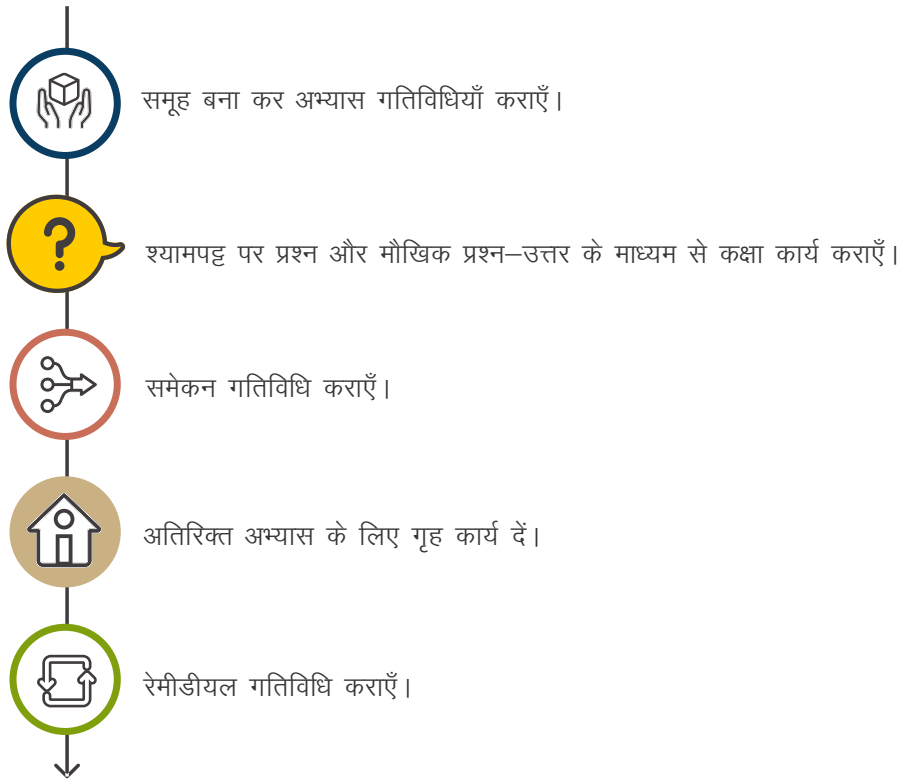 समूह बना कर अभ्यास गतिविधियाँ कराएँ।
?
श्यामपट्ट पर प्रश्न और मौखिक प्रश्न–उत्तर के माध्यम से कक्षा कार्य कराएँ।
समेकन गतिविधि कराएँ।
अतिरिक्त अभ्यास के लिए गृह कार्य दें।
रेमीडीयल गतिविधि कराएँ।